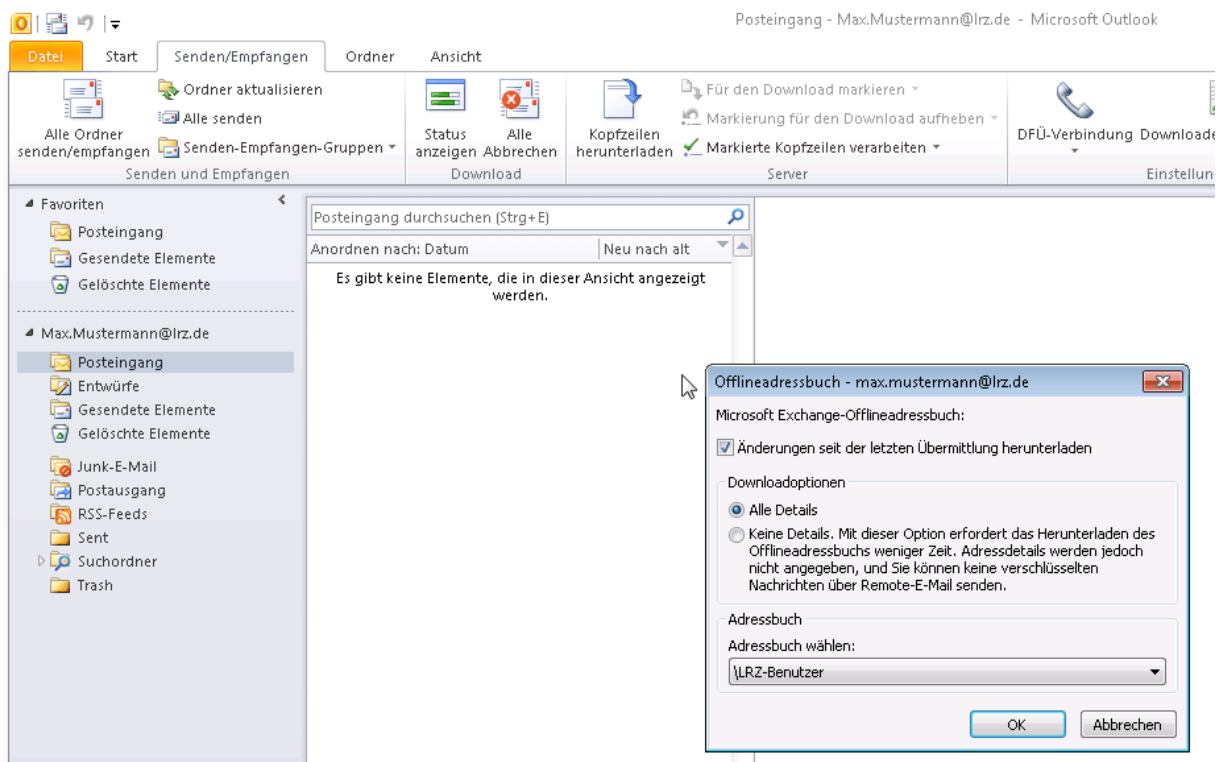 Posteingang - Max.Mustermann@lrz.de - Microsoft Outlook
Datei Start Senden/Empfangen Ordner Ansicht
Alle Ordner senden/empfangen
Ordner aktualisieren
Alle senden
Senden-Empfangen-Gruppen
Senden und Empfangen
Status anzeigen
Alle Abbrechen
Download
Kopfzeilen herunterladen
Für den Download markieren
Markierung für den Download aufheben
Markierte Kopfzeilen verarbeiten
Server
DFÜ-Verbindung
Downloade
Einstellun
Favoriten
Posteingang
Gesendete Elemente
Gelöschte Elemente
Max.Mustermann@lrz.de
Posteingang
Entwürfe
Gesendete Elemente
Gelöschte Elemente
Junk-E-Mail
Postausgang
RSS-Feeds
Sent
Suchordner
Trash
Posteingang durchsuchen (Strg+E)
Anordnen nach: Datum Neu nach alt
Es gibt keine Elemente, die in dieser Ansicht angezeigt
werden.
Offlineadressbuch - max.mustermann@lrz.de
Microsoft Exchange-Offlineadressbuch:
Änderungen seit der letzten Übermittlung herunterladen
Downloadoptionen
Alle Details
Keine Details. Mit dieser Option erfordert das Herunterladen des
Offlineadressbuchs weniger Zeit. Adressdetails werden jedoch
nicht angegeben, und Sie können keine verschlüsselten
Nachrichten über Remote-E-Mail senden.
Adressbuch
Adressbuch wählen:
\LRZ-Benutzer
OK Abbrechen